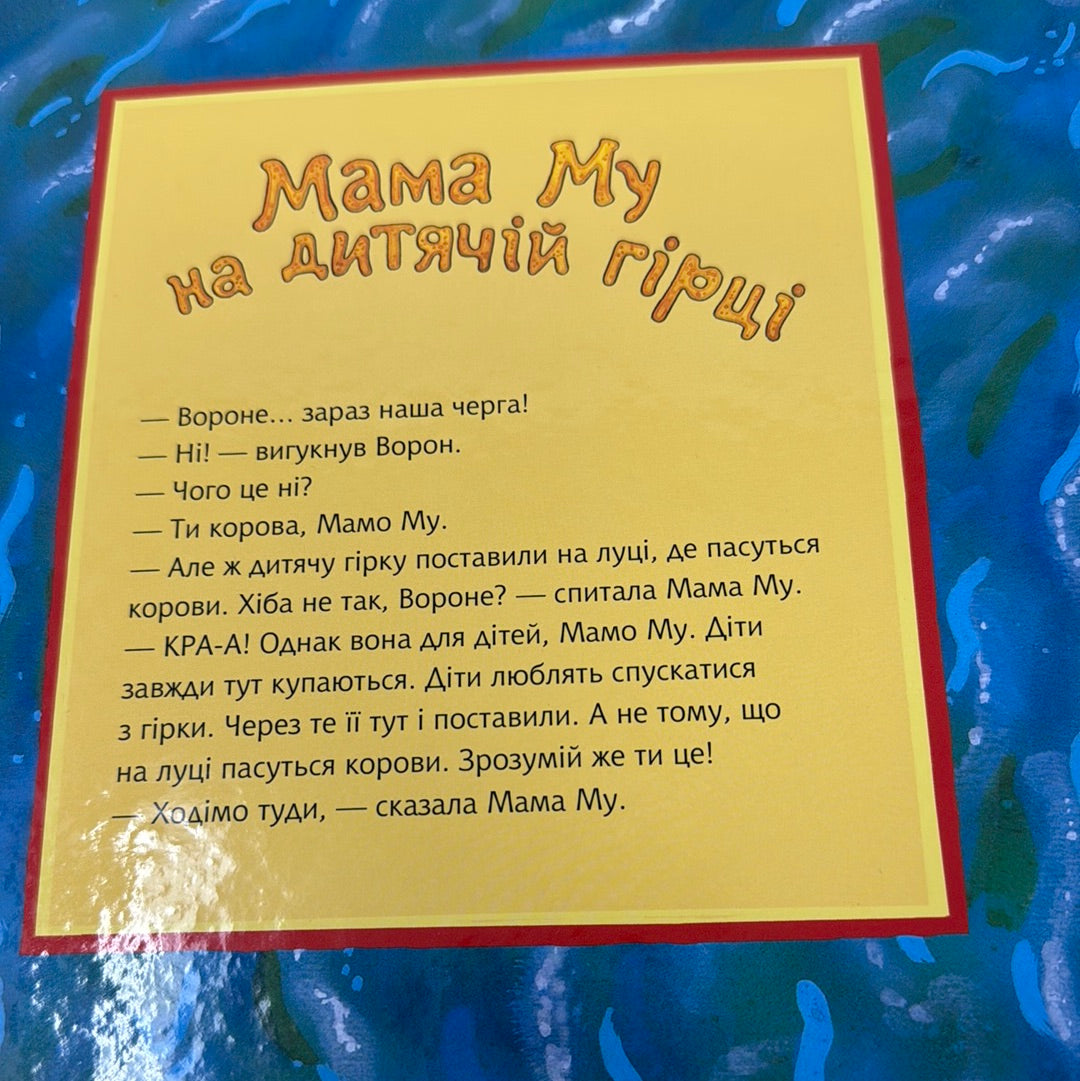 Мама Му
на дитячій гірці
— Вороне... зараз наша черга!
— Ні! — вигукнув Ворон.
— Чого це ні?
— Ти корова, Мамо Му.
— Але ж дитячу гірку поставили на луці, де пасуться
корови. Хіба не так, Вороне? — спитала Мама Му.
— КРА-А! Однак вона для дітей, Мамо Му. Діти
завжди тут купаються. Діти люблять спускатися
з гірки. Через те її тут і поставили. А не тому, що
на луці пасуться корови. Зрозумій же ти це!
— Ходімо туди, — сказала Мама Му.